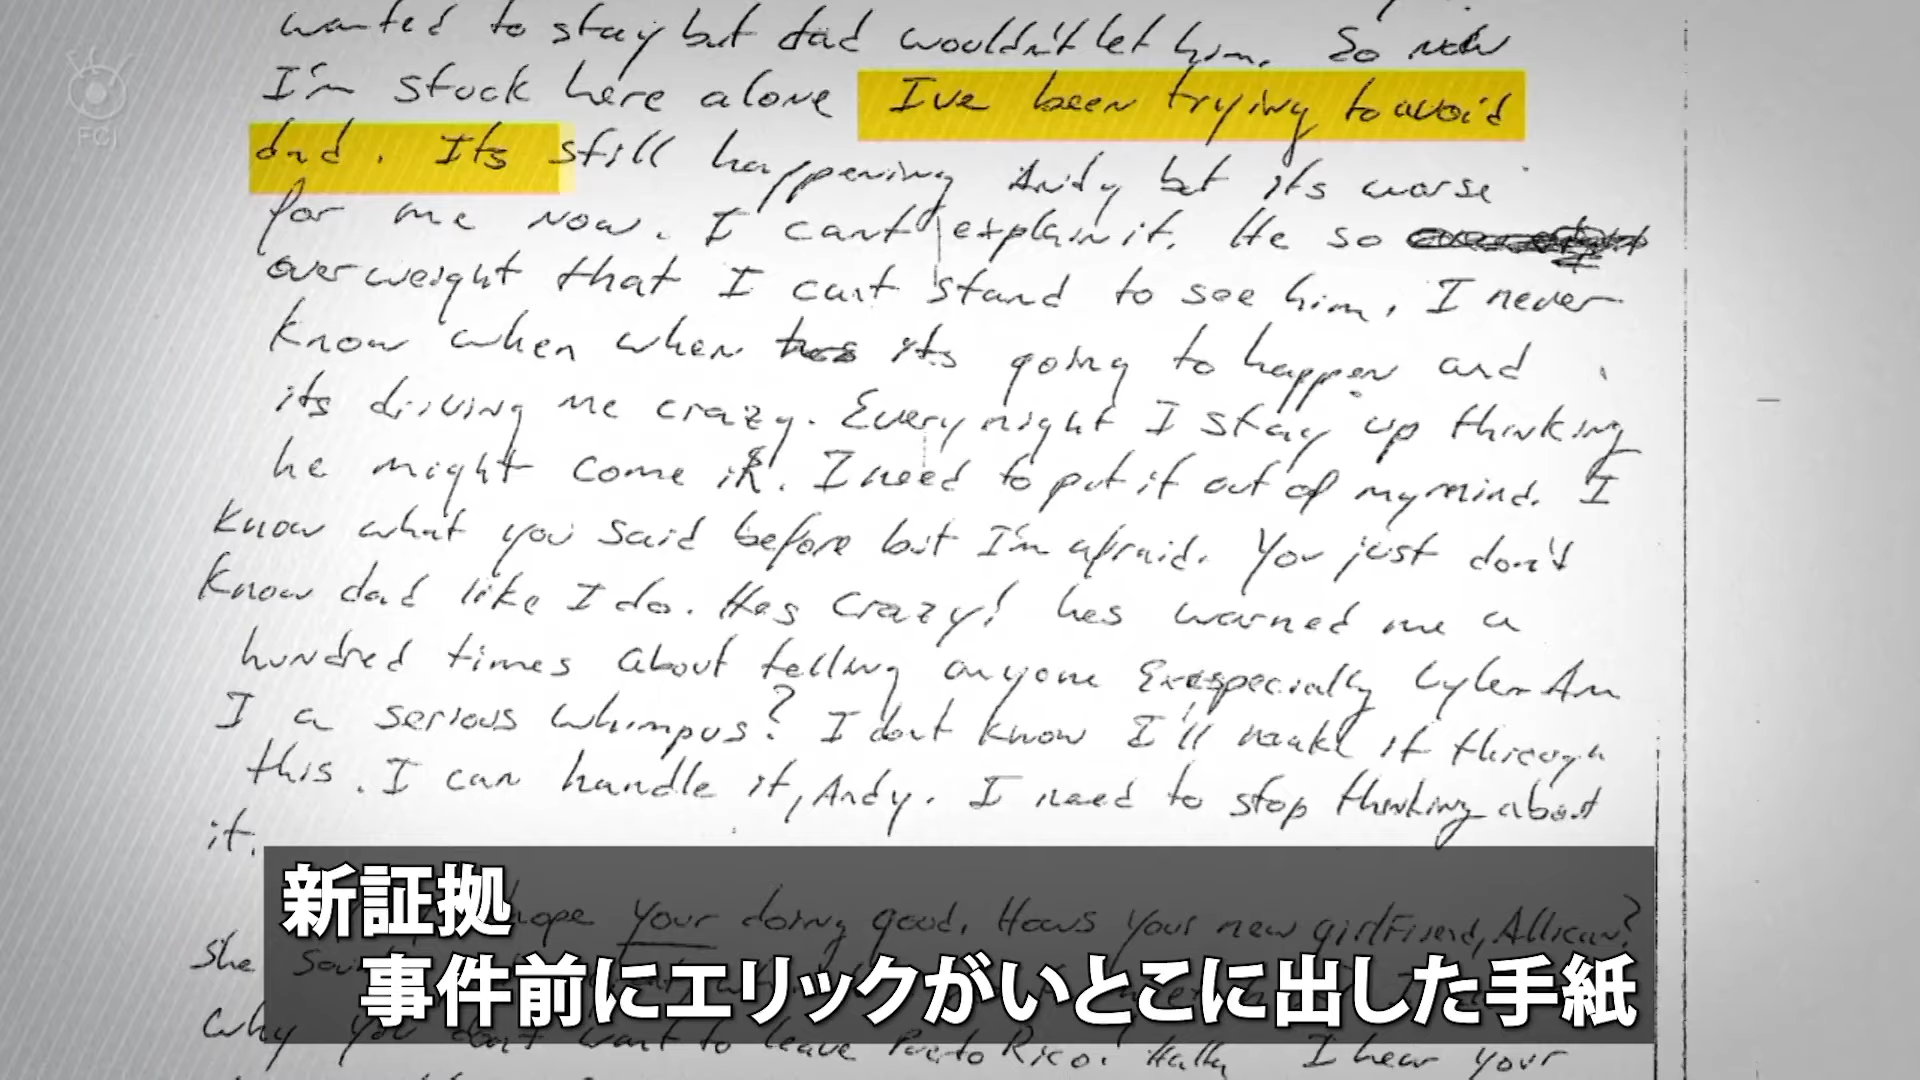 wanted to stay but dad wouldn't let him. So now
I'm stuck here alone I've been trying to avoid
dad. Its still happening Andy but its worse
for me now. I can't explain it. He so
overweight that I cant stand to see him. I never
know when when its going to happen and
its driving me crazy. Every night I stay up thinking
he might come in. I need to put it out of my mind. I
know what you said before but I'm afraid. You just don't
know dad like I do. Hes crazy! hes warned me a
hundred times about telling anyone Exespecially Lyle. Am
I a serious whimpus? I dont know I'll make it through
this. I can handle it, Andy. I need to stop thinking about
it.
新証拠
hope your doing good. Hows your new girlfriend, Allison?
She
事件前にエリックがいとこに出した手紙
why you don't want to leave Puerto Rico. I hear your
FCI